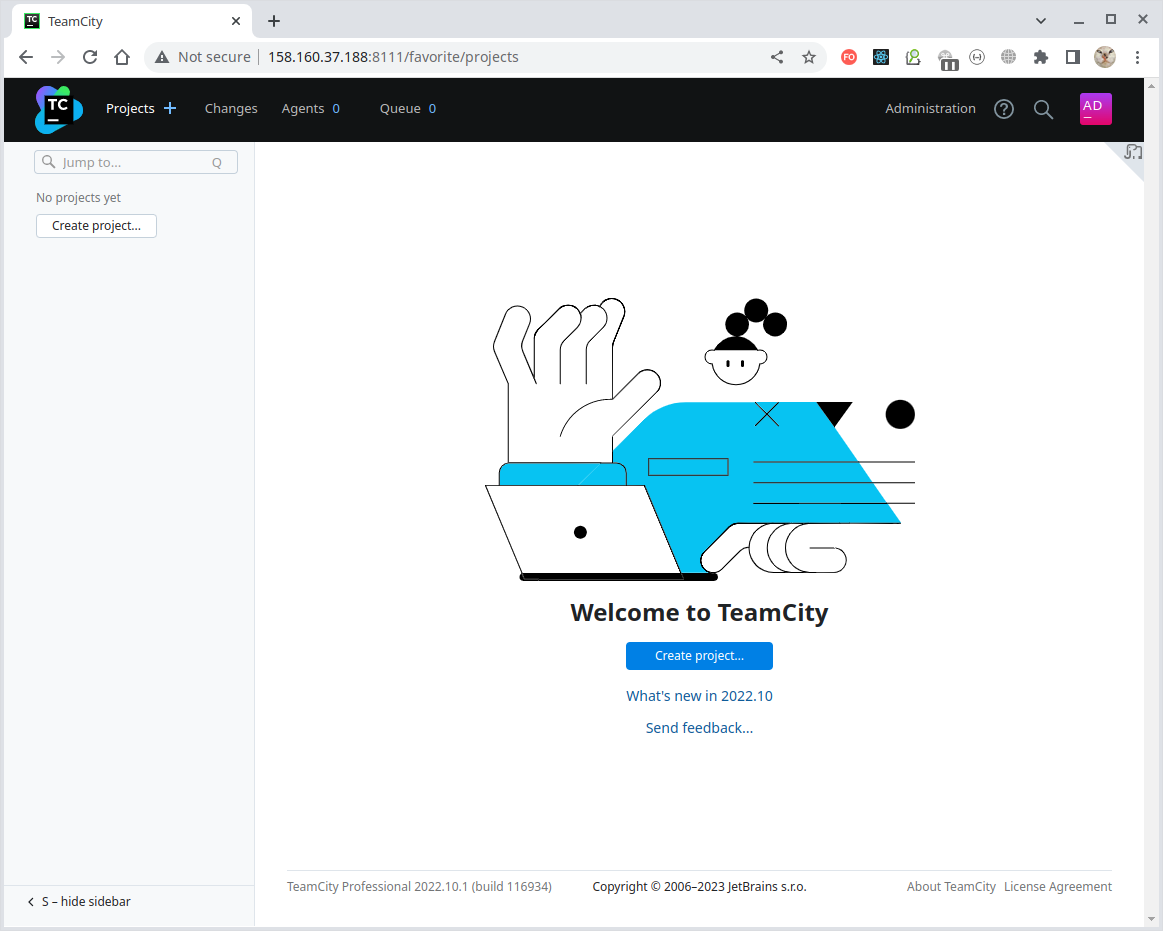 TC TeamCity
Not secure 158.160.37.188:8111/favorite/projects
FO
TC Projects Changes Agents 0 Queue 0 Administration AD
Jump to... Q
No projects yet
Create project...
Welcome to TeamCity
Create project...
What's new in 2022.10
Send feedback...
TeamCity Professional 2022.10.1 (build 116934) Copyright © 2006–2023 JetBrains s.r.o. About TeamCity License Agreement
S – hide sidebar